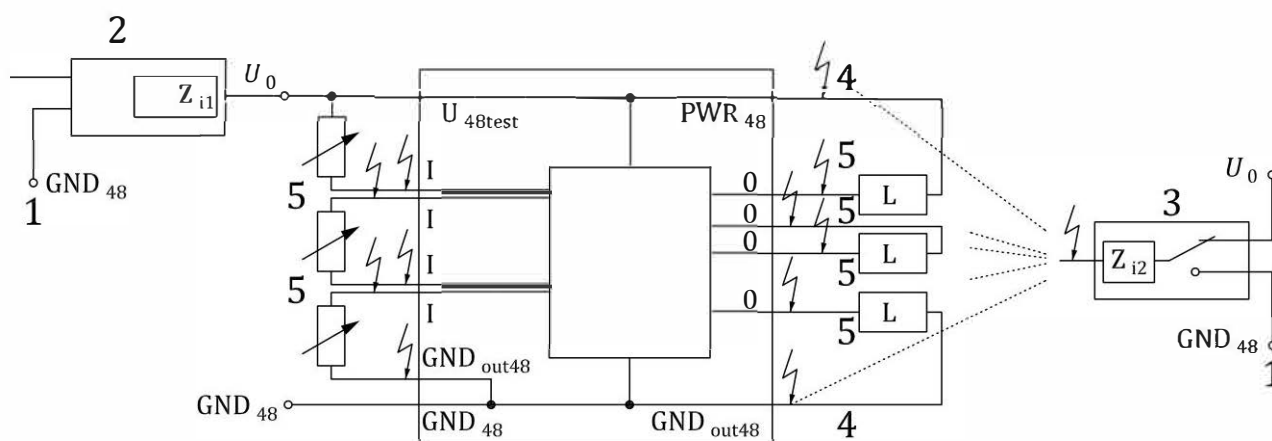 2
U 0
Z i1
GND 48
1
4
U 48test
PWR 48
I
I
I
I
5
5
0
0
0
0
5
5
5
5
L
L
L
GND out48
GND 48
GND 48
GND out48
4
3
U 0
Z i2
GND 48
1